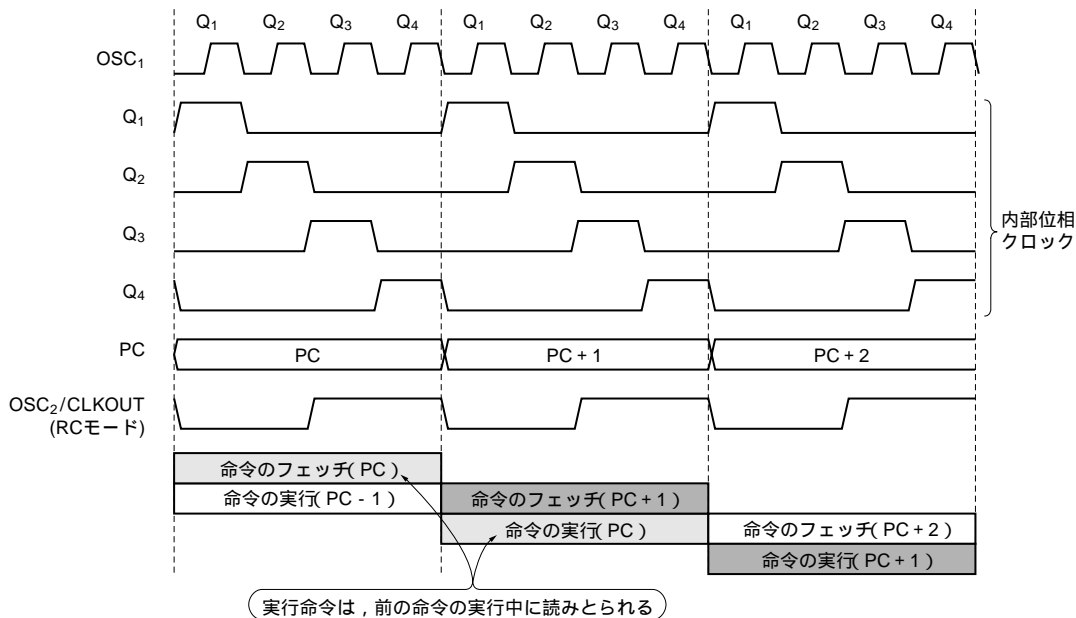 Q1 Q2 Q3 Q4 Q1 Q2 Q3 Q4 Q1 Q2 Q3 Q4
OSC1
Q1
Q2
Q3
Q4
内部位相
クロック
PC PC PC + 1 PC + 2
OSC2/CLKOUT
(RCモード)
命令のフェッチ( PC )
命令の実行( PC - 1 ) 命令のフェッチ( PC + 1 )
命令の実行( PC ) 命令のフェッチ( PC + 2 )
命令の実行( PC + 1 )
実行命令は，前の命令の実行中に読みとられる